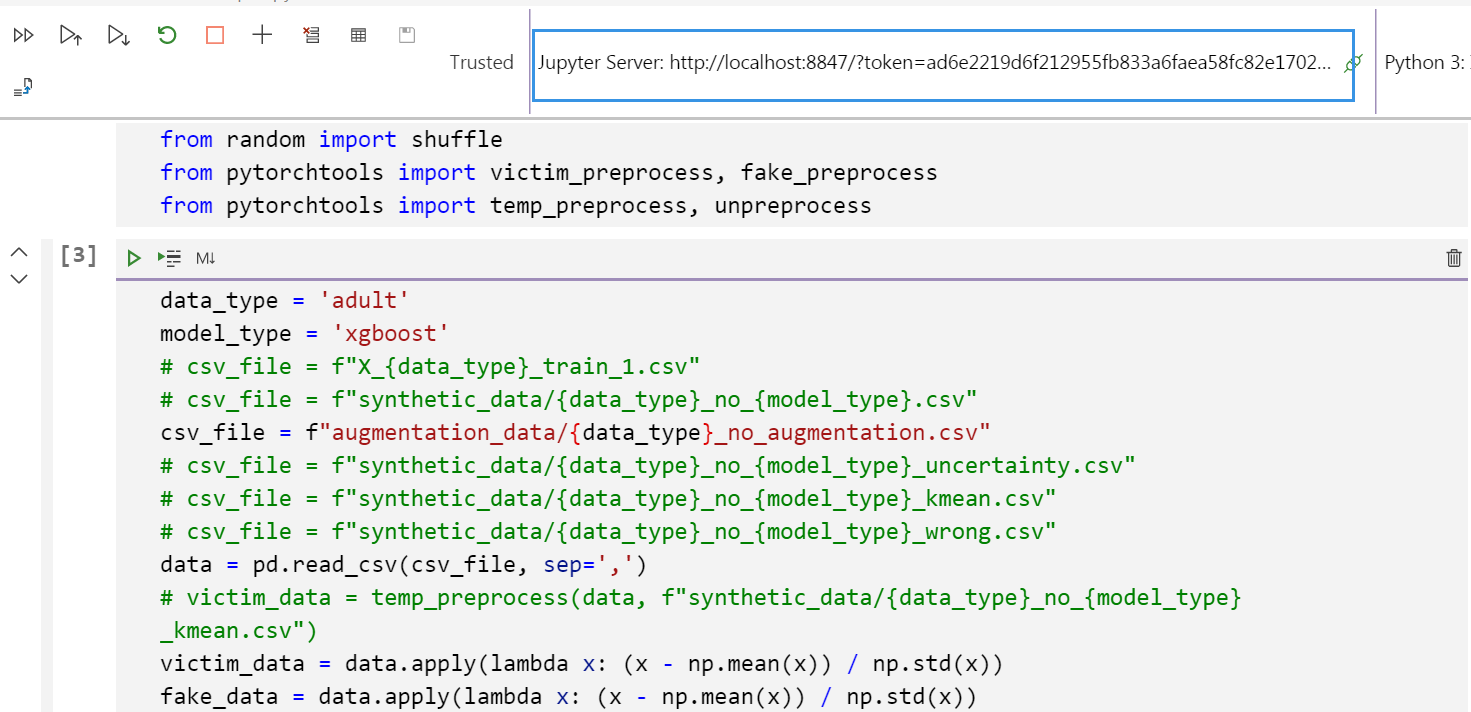 Trusted
Jupyter Server: http://localhost:8847/?token=ad6e2219d6f212955fb833a6faea58fc82e1702...
Python 3:
from random import shuffle
from pytorchtools import victim_preprocess, fake_preprocess
from pytorchtools import temp_preprocess, unpreprocess
[3]
M↓
data_type = 'adult'
model_type = 'xgboost'
# csv_file = f"X_{data_type}_train_1.csv"
# csv_file = f"synthetic_data/{data_type}_no_{model_type}.csv"
csv_file = f"augmentation_data/{data_type}_no_augmentation.csv"
# csv_file = f"synthetic_data/{data_type}_no_{model_type}_uncertainty.csv"
# csv_file = f"synthetic_data/{data_type}_no_{model_type}_kmean.csv"
# csv_file = f"synthetic_data/{data_type}_no_{model_type}_wrong.csv"
data = pd.read_csv(csv_file, sep=',')
# victim_data = temp_preprocess(data, f"synthetic_data/{data_type}_no_{model_type}
_kmean.csv")
victim_data = data.apply(lambda x: (x - np.mean(x)) / np.std(x))
fake_data = data.apply(lambda x: (x - np.mean(x)) / np.std(x))